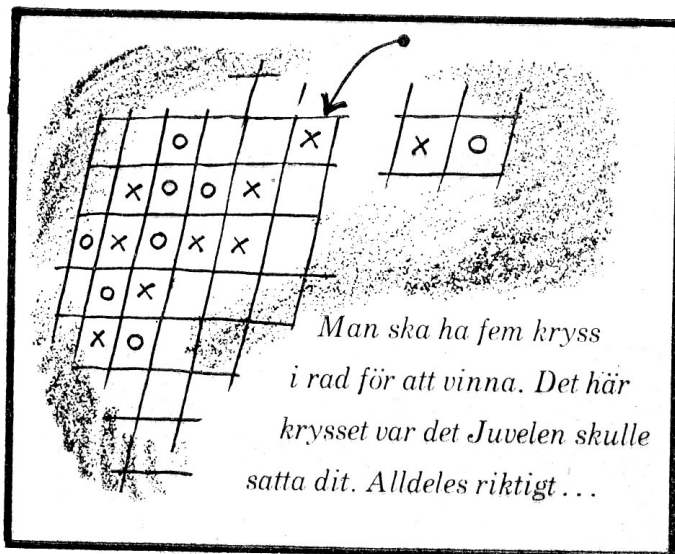 o x x o
x o o x
o x o x x
o x
x o
Man ska ha fem kryss
i rad för att vinna. Det här
krysset var det Juvelen skulle
satta dit. Alldeles riktigt...